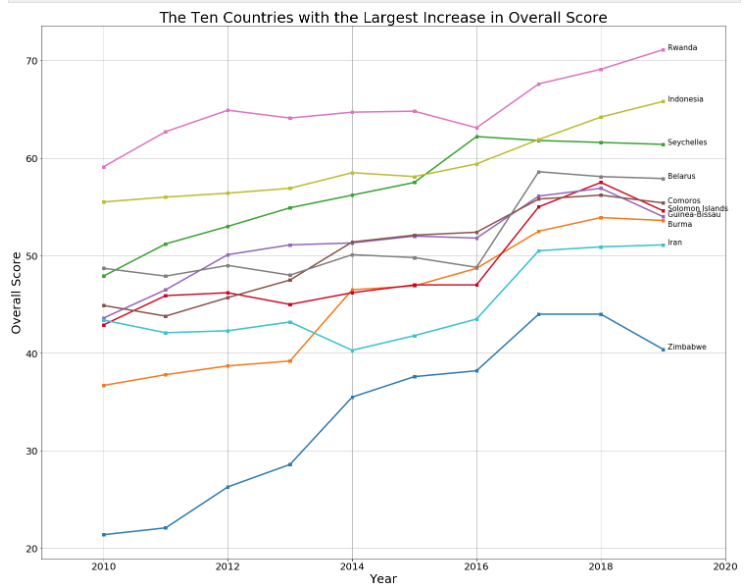 The Ten Countries with the Largest Increase in Overall Score
70
60
50
40
30
20
Overall Score
Rwanda
Indonesia
Seychelles
Belarus
Comoros
Solomon Islands
Guinea-Bissau
Burma
Iran
Zimbabwe
2010 2012 2014 2016 2018 2020
Year